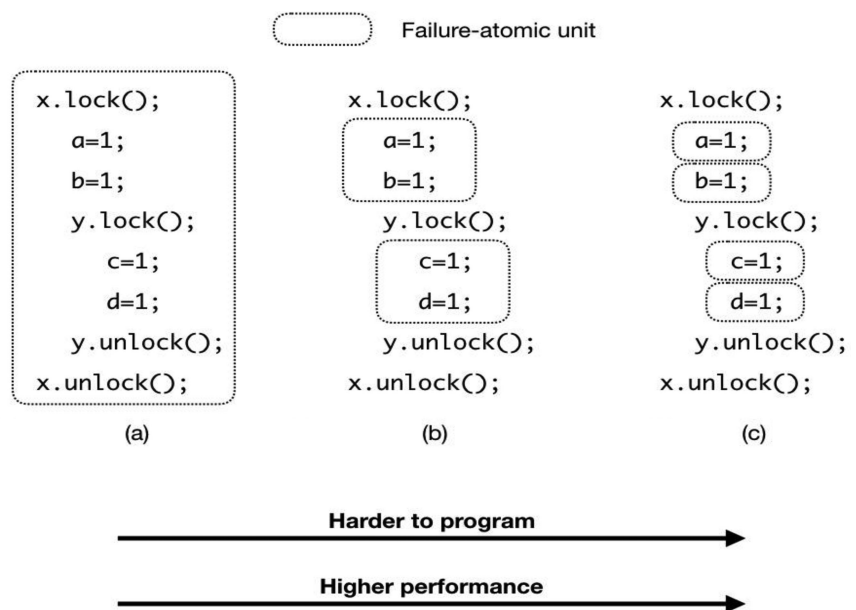 Failure-atomic unit
x.lock();
a=1;
b=1;
y.lock();
c=1;
d=1;
y.unlock();
x.unlock();
(a)
x.lock();
a=1;
b=1;
y.lock();
c=1;
d=1;
y.unlock();
x.unlock();
(b)
x.lock();
a=1;
b=1;
y.lock();
c=1;
d=1;
y.unlock();
x.unlock();
(c)
Harder to program
Higher performance